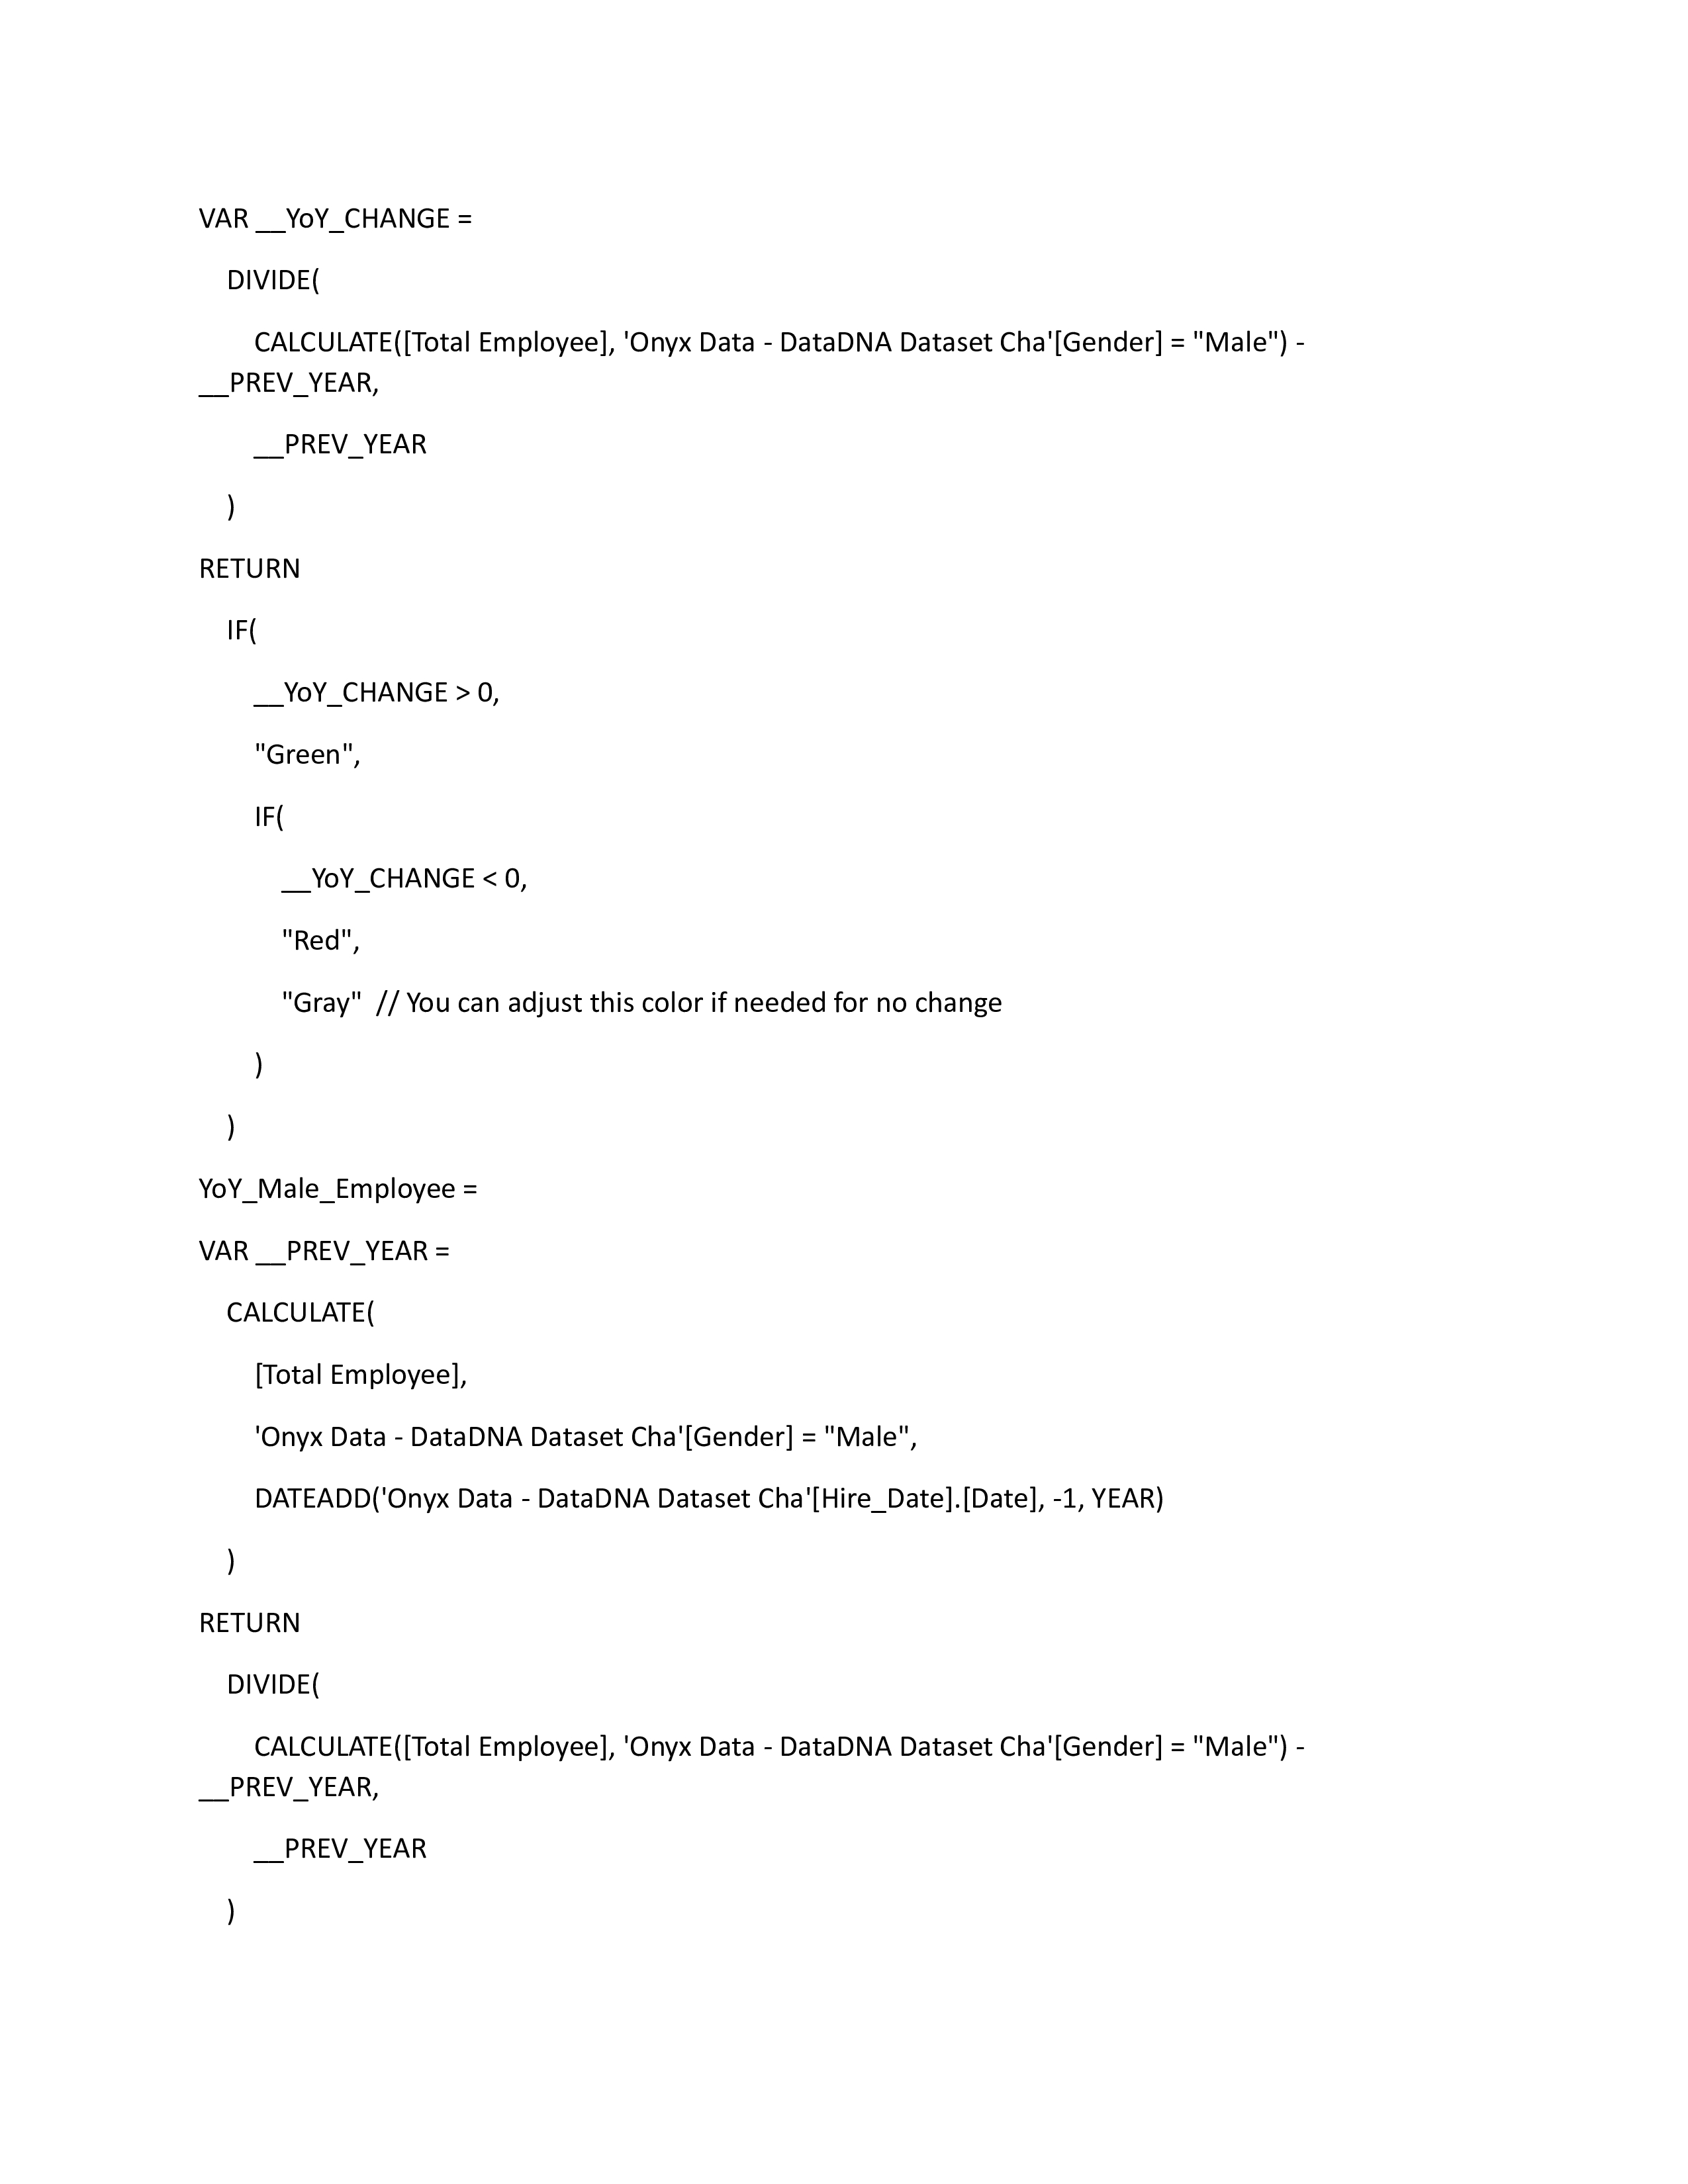 VAR __YoY_CHANGE =
DIVIDE(
CALCULATE([Total Employee], 'Onyx Data - DataDNA Dataset Cha'[Gender] = "Male") -
__PREV_YEAR,
__PREV_YEAR
)
RETURN
IF(
__YoY_CHANGE > 0,
"Green",
IF(
__YoY_CHANGE < 0,
"Red",
"Gray"  // You can adjust this color if needed for no change
)
)
YoY_Male_Employee =
VAR __PREV_YEAR =
CALCULATE(
[Total Employee],
'Onyx Data - DataDNA Dataset Cha'[Gender] = "Male",
DATEADD('Onyx Data - DataDNA Dataset Cha'[Hire_Date].[Date], -1, YEAR)
)
RETURN
DIVIDE(
CALCULATE([Total Employee], 'Onyx Data - DataDNA Dataset Cha'[Gender] = "Male") -
__PREV_YEAR,
__PREV_YEAR
)